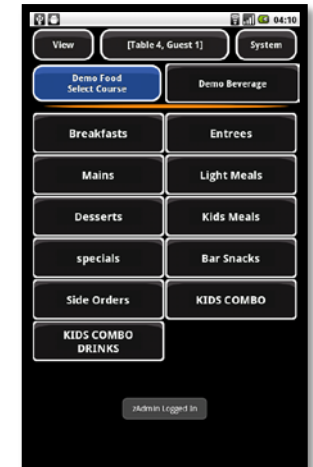 04:10
View
[Table 4, Guest 1]
System
Demo Food
Select Course
Demo Beverage
Breakfasts
Entrees
Mains
Light Meals
Desserts
Kids Meals
specials
Bar Snacks
Side Orders
KIDS COMBO
KIDS COMBO
DRINKS
zAdmin Logged In